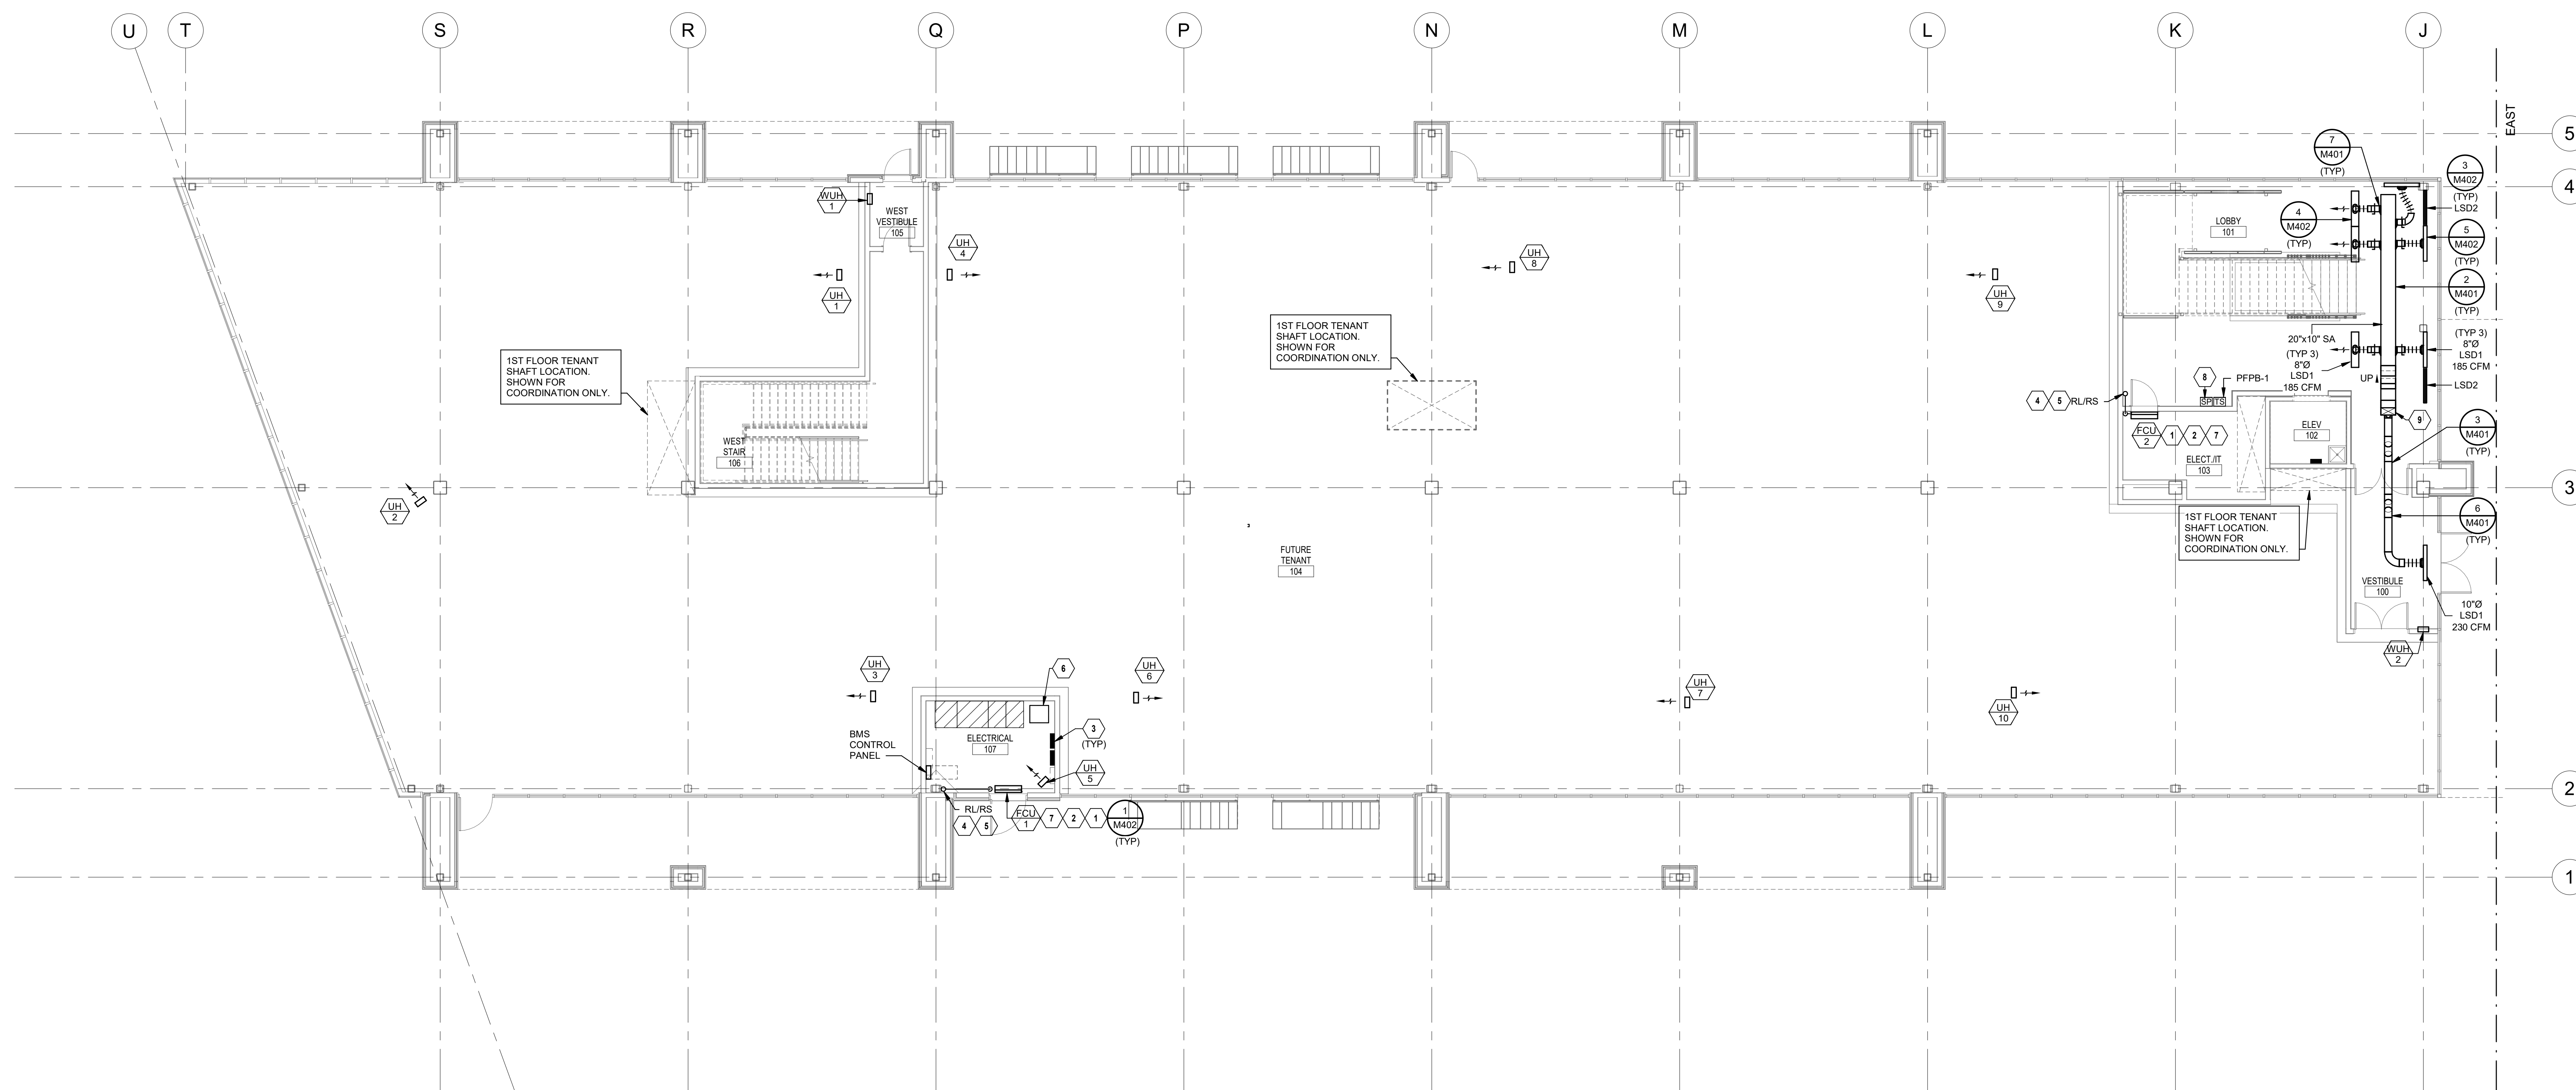 U
T
S
R
Q
P
N
M
L
K
J
EAST
5
4
3
2
1
7
M401
(TYP)
3
M402
(TYP)
LSD2
4
M402
(TYP)
5
M402
(TYP)
2
M401
(TYP)
LOBBY
101
20"x10" SA
(TYP 3)
8"Ø
LSD1
185 CFM
(TYP 3)
8"Ø
LSD1
185 CFM
LSD2
UP
8
PFPB-1
SP
TS
9
4
5
RL/RS
FCU
2
1
2
7
ELEV
102
ELECT./IT
103
3
M401
(TYP)
6
M401
(TYP)
1ST FLOOR TENANT
SHAFT LOCATION.
SHOWN FOR
COORDINATION ONLY.
VESTIBULE
100
10"Ø
LSD1
230 CFM
WUH
2
WUH
1
WEST
VESTIBULE
105
UH
1
UH
4
UH
8
UH
9
1ST FLOOR TENANT
SHAFT LOCATION.
SHOWN FOR
COORDINATION ONLY.
1ST FLOOR TENANT
SHAFT LOCATION.
SHOWN FOR
COORDINATION ONLY.
WEST
STAIR
106
UH
2
FUTURE
TENANT
104
UH
3
6
UH
6
UH
7
UH
10
BMS
CONTROL
PANEL
ELECTRICAL
107
3
(TYP)
UH
5
RL/RS
4
5
FCU
1
7
2
1
1
M402
(TYP)